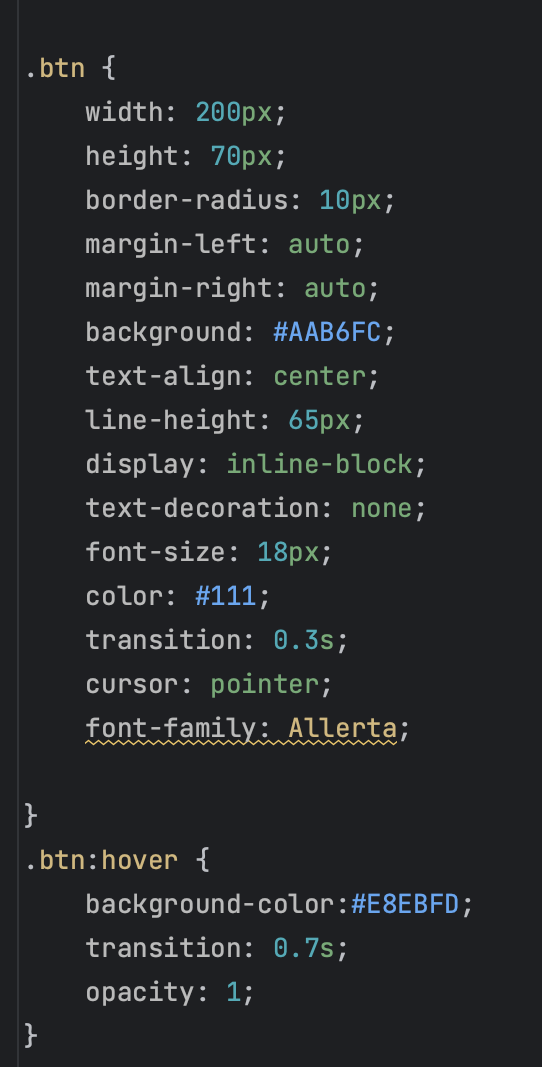 .btn {
    width: 200px;
    height: 70px;
    border-radius: 10px;
    margin-left: auto;
    margin-right: auto;
    background: #AAB6FC;
    text-align: center;
    line-height: 65px;
    display: inline-block;
    text-decoration: none;
    font-size: 18px;
    color: #111;
    transition: 0.3s;
    cursor: pointer;
    font-family: Allerta;

}
.btn:hover {
    background-color:#E8EBFD;
    transition: 0.7s;
    opacity: 1;
}